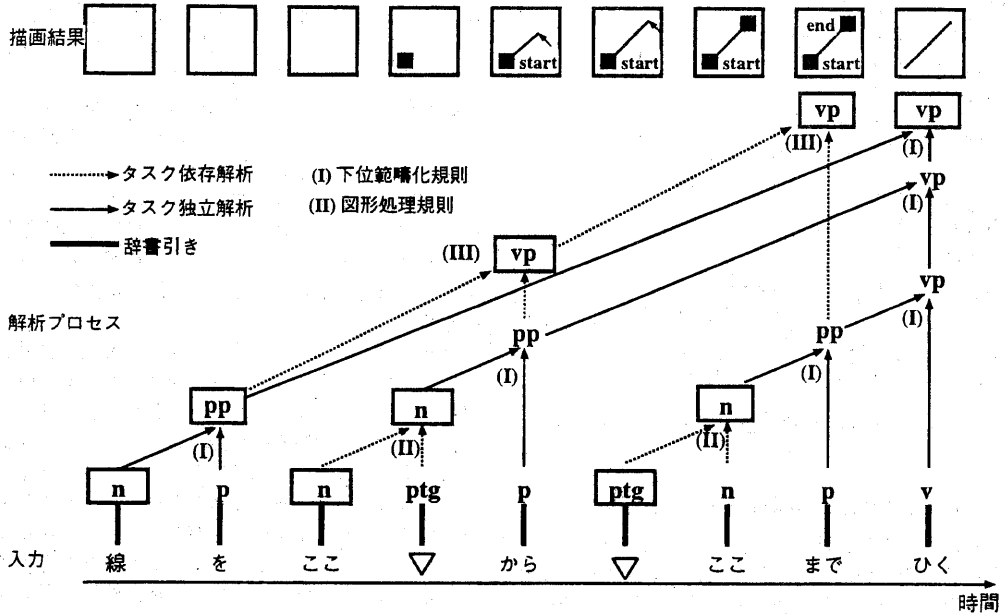 描画結果
start start start end start
vp vp
(III) (I)
タスク依存解析 (I) 下位範疇化規則
vp
タスク独立解析 (II) 図形処理規則
(I)
辞書引き
(III) vp
vp
(I)
解析プロセス
pp pp
(I) (I)
pp n n
(I) (II) (II)
n p n ptg p ptg n p v
入力 線 を ここ ▽ から ▽ ここ まで ひく
時間